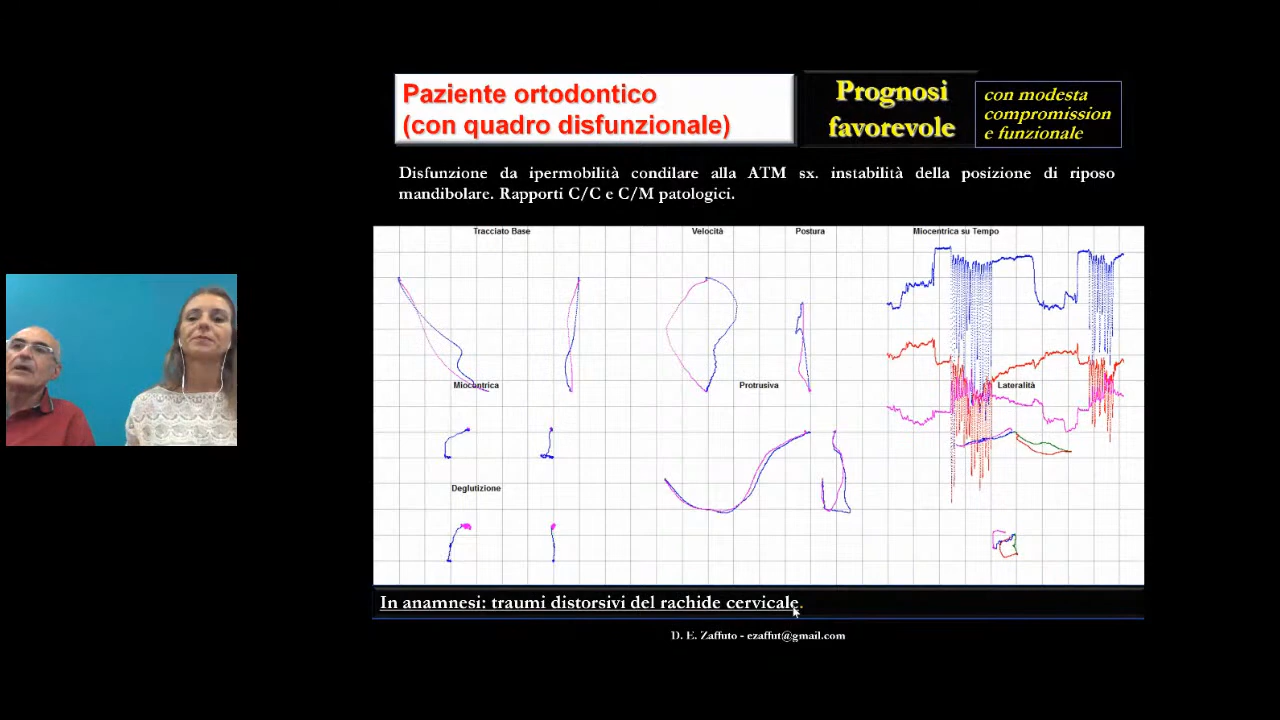 Paziente ortodontico
(con quadro disfunzionale)
Prognosi
favorevole
con modesta
compromission
e funzionale
Disfunzione da ipermobilità condilare alla ATM sx. instabilità della posizione di riposo
mandibolare. Rapporti C/C e C/M patologici.
Tracciato Base
Velocità
Postura
Miocentrica su Tempo
Miocentrica
Protrusiva
Lateralità
Deglutizione
In anamnesi: traumi distorsivi del rachide cervicale.
D. E. Zaffuto - ezaffut@gmail.com